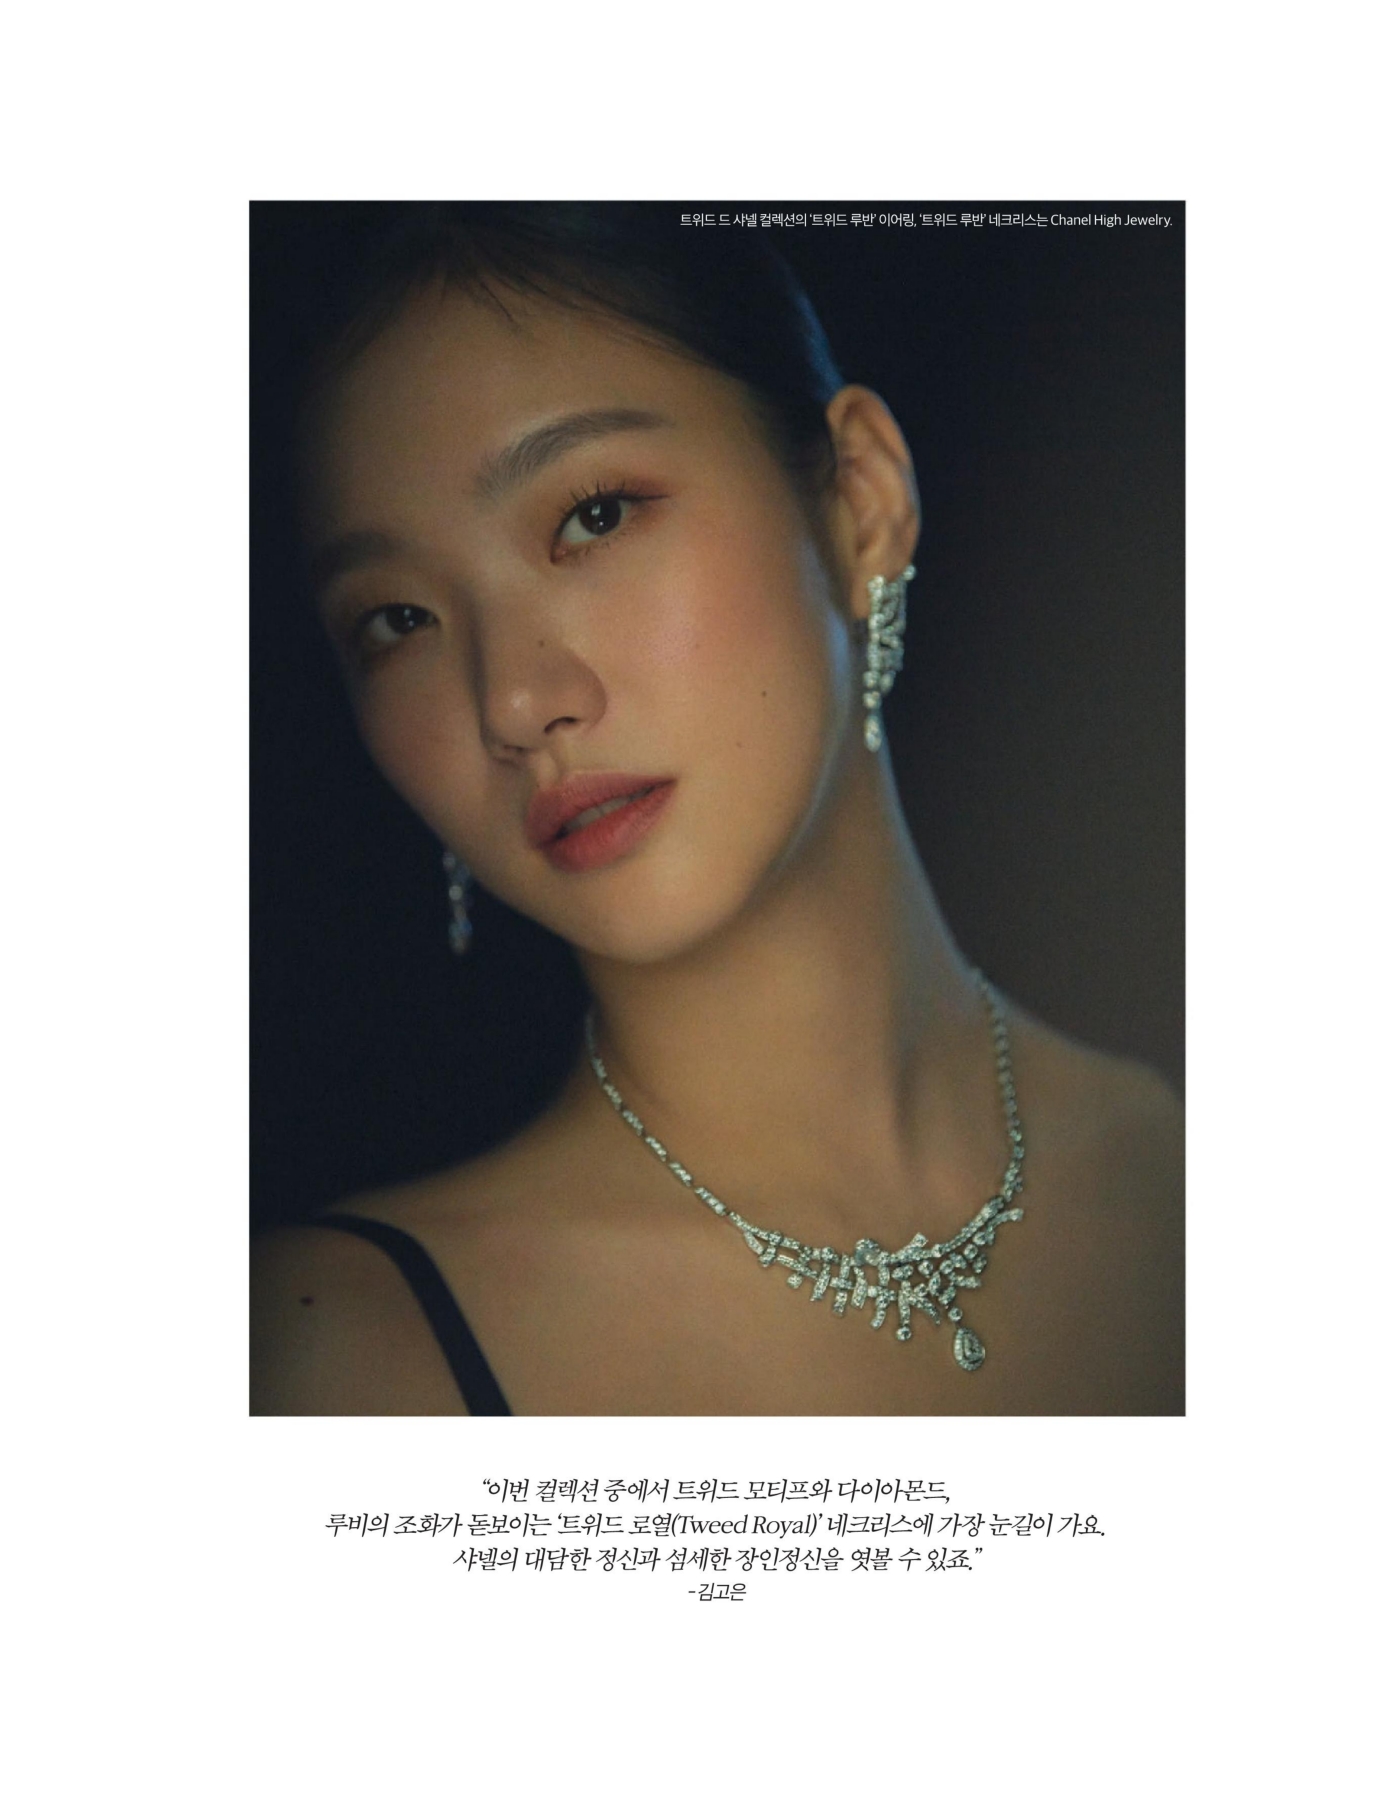 트위드 드 샤넬 컬렉션의 ‘트위드 루반’ 이어링, ‘트위드 루반’ 네크리스는 Chanel High Jewelry.
“이번 컬렉션 중에서 트위드 모티프와 다이아몬드,
루비의 조화가 돋보이는 ‘트위드 로열(Tweed Royal)’ 네크리스에 가장 눈길이 가요.
샤넬의 대담한 정신과 섬세한 장인정신을 엿볼 수 있죠.”
-김고은